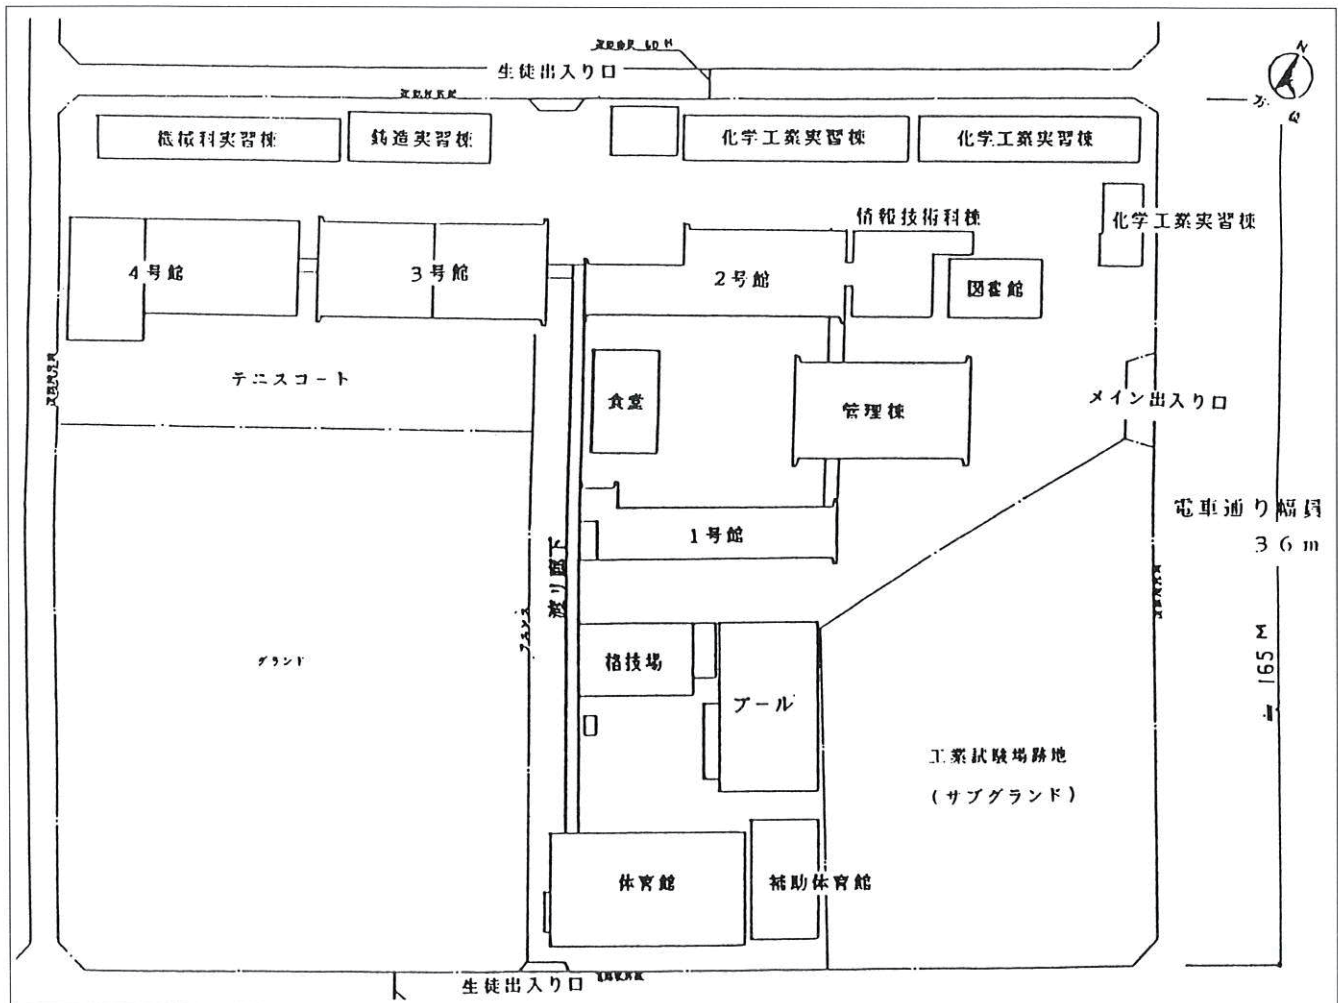 生徒出入り口
N
機械科実習棟
鋳造実習棟
化学工業実習棟
化学工業実習棟
情報技術科棟
化学工業実習棟
4号館
3号館
2号館
図書館
テニスコート
食堂
管理棟
メイン出入り口
電車通り幅員
36m
1号館
渡り廊下
フェンス
165M
グランド
格技場
プール
工業試験場跡地
(サブグランド)
体育館
補助体育館
生徒出入り口